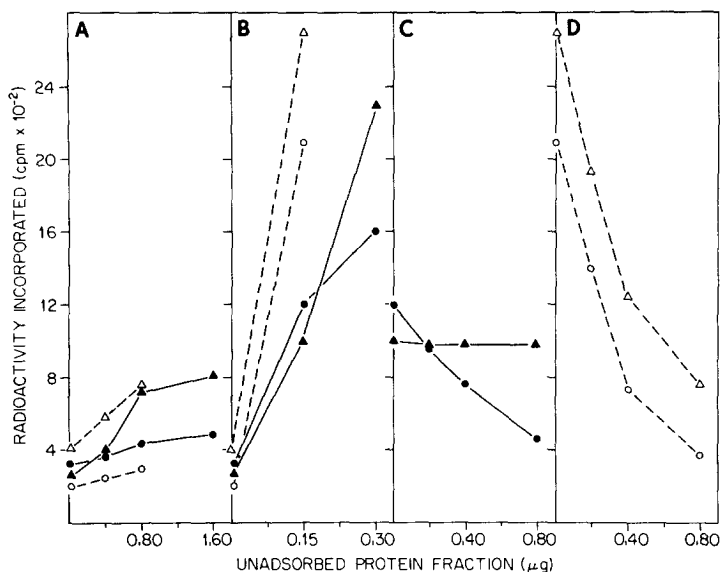 A B C D
RADIOACTIVITY INCORPORATED (cpm x 10⁻²)
24
20
16
12
8
4
0.80 1.60 0.15 0.30 0.40 0.80 0.40 0.80
UNADSORBED PROTEIN FRACTION (μg)